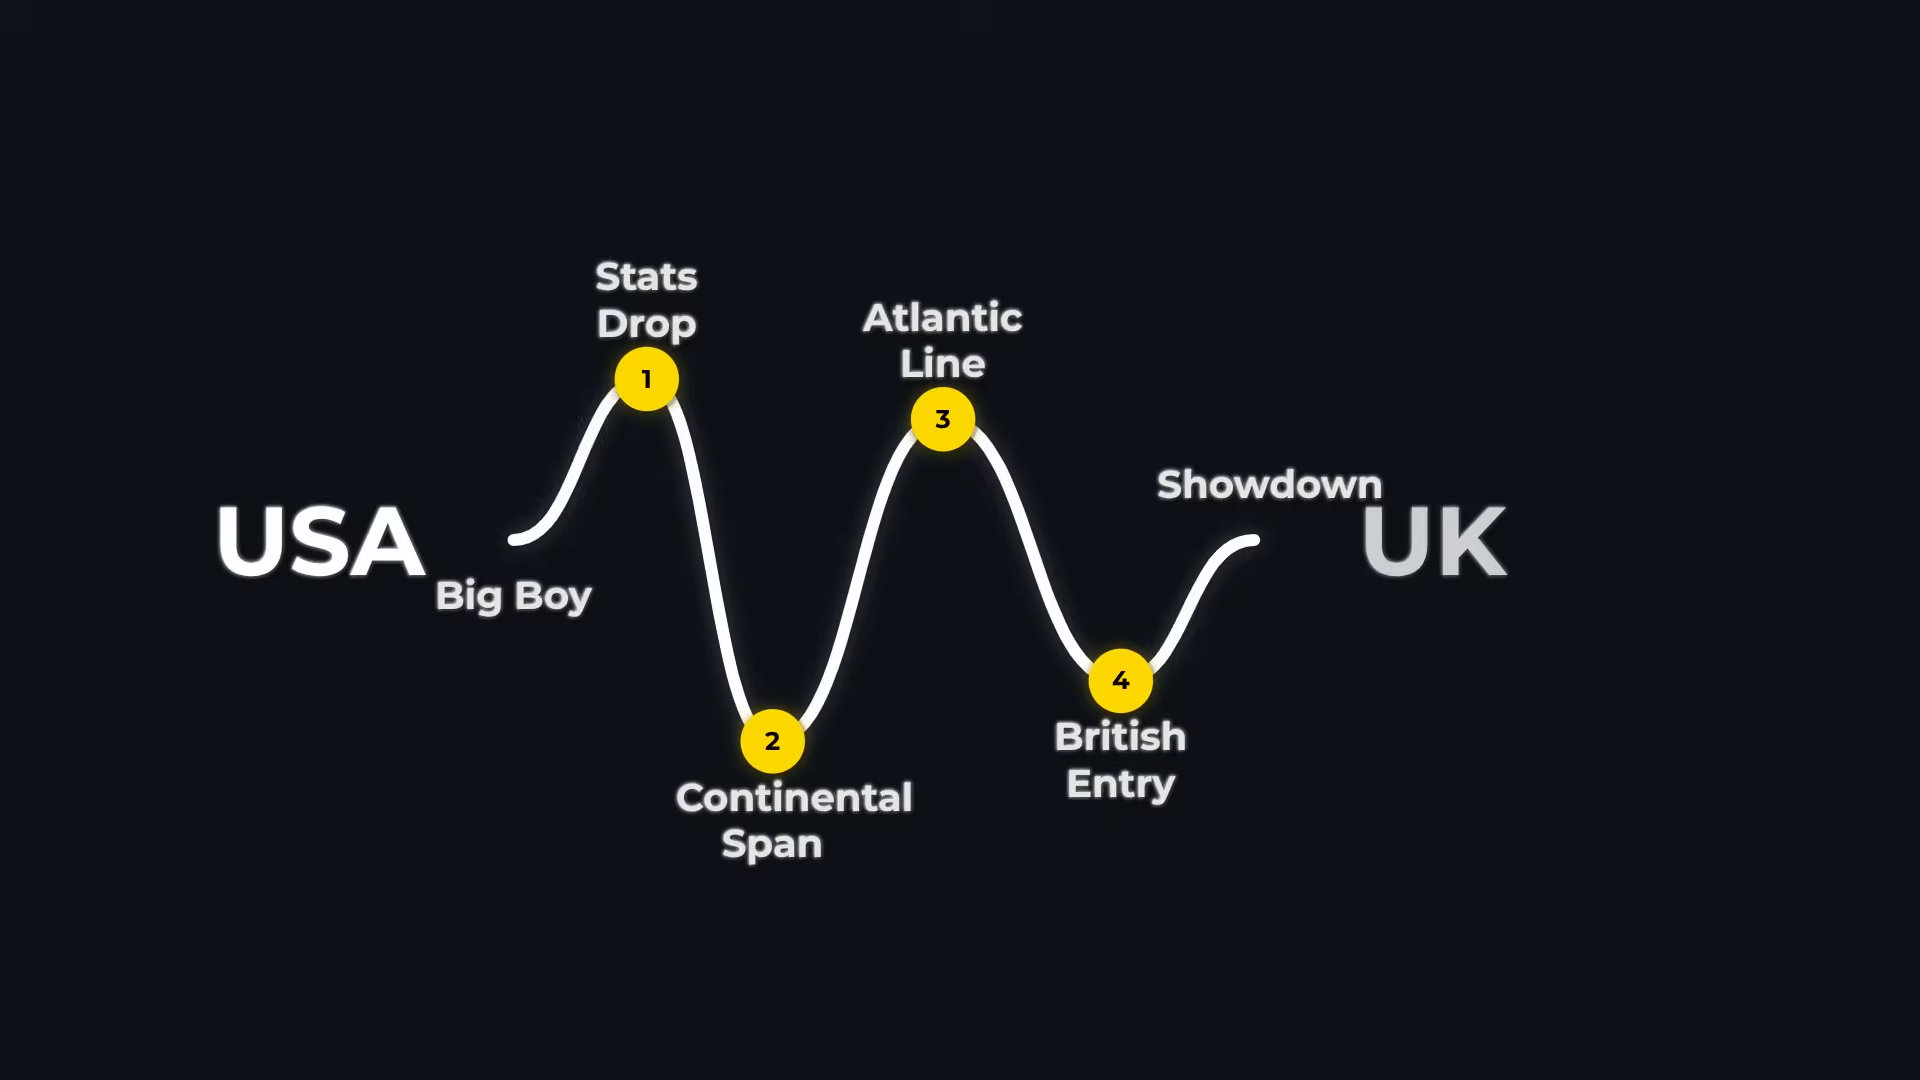 USA
Big Boy
Stats
Drop
1
2
Continental
Span
Atlantic
Line
3
4
British
Entry
Showdown
UK